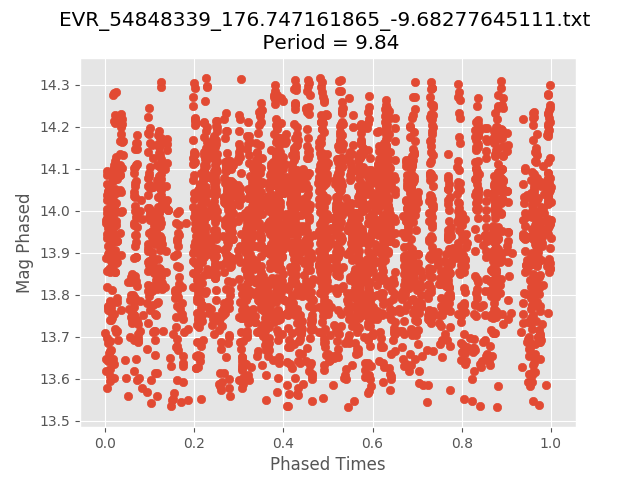 EVR_54848339_176.747161865_-9.68277645111.txt
Period = 9.84
Mag Phased
14.3
14.2
14.1
14.0
13.9
13.8
13.7
13.6
13.5
0.0 0.2 0.4 0.6 0.8 1.0
Phased Times